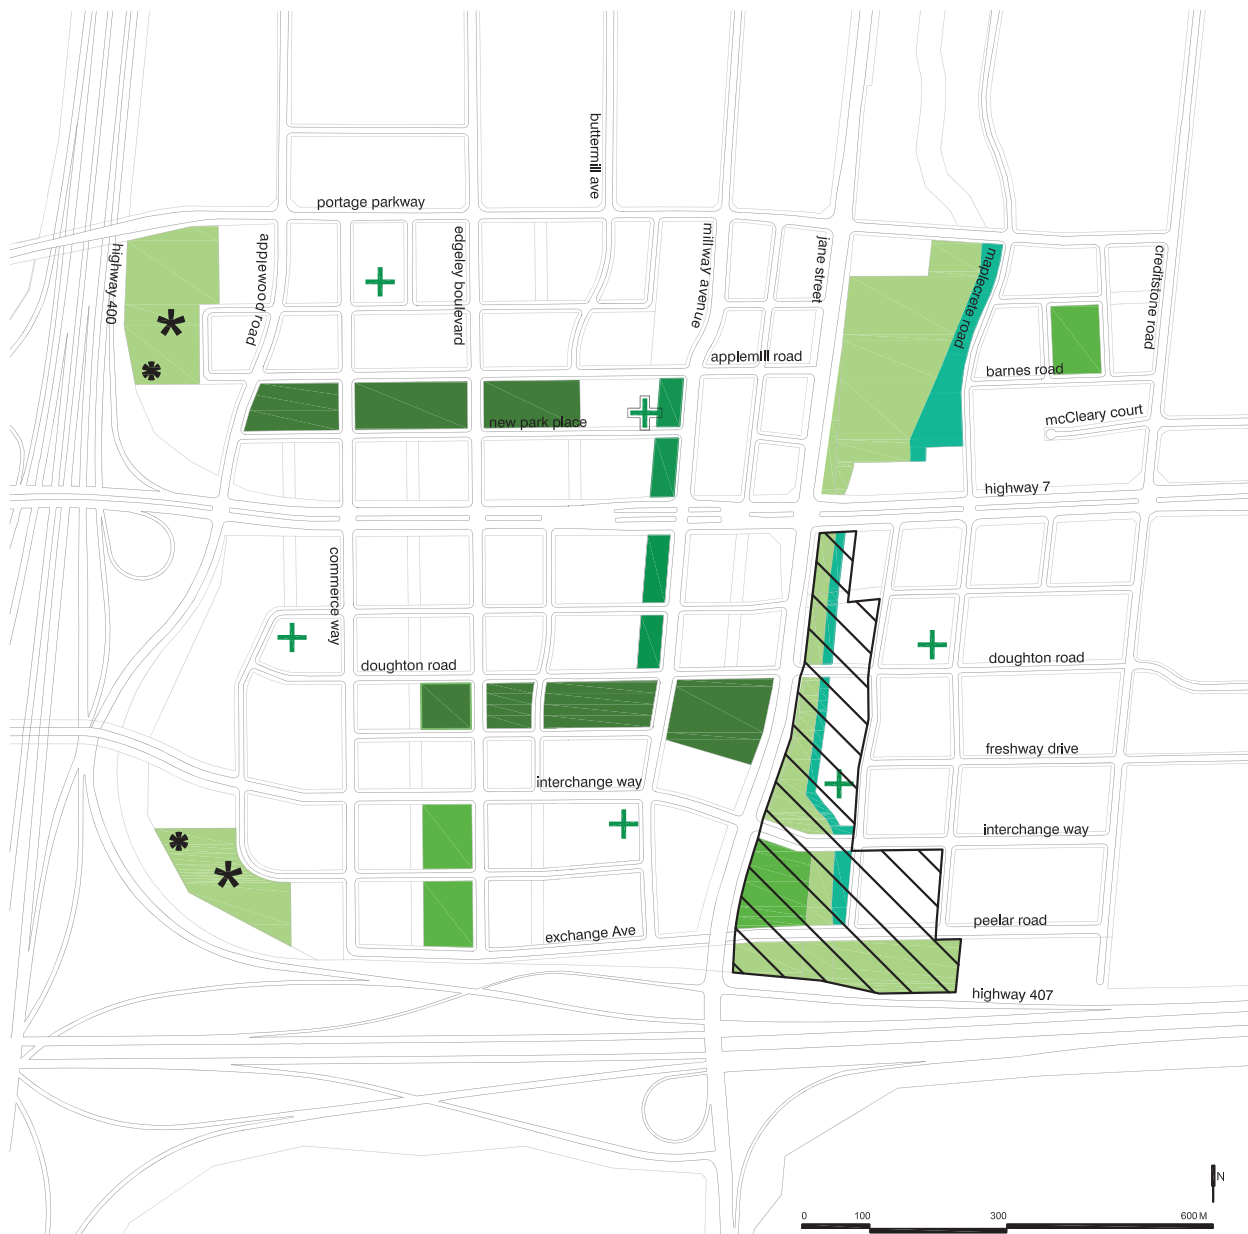 buttermill ave
portage parkway
highway 400
applewood road
edgeley boulevard
millway avenue
jane street
maplecrete road
creditstone road
applemill road
barnes road
new park place
mcCleary court
highway 7
commerce way
doughton road
doughton road
freshway drive
interchange way
interchange way
peelar road
exchange Ave
highway 407
N
0 100 300 600 M